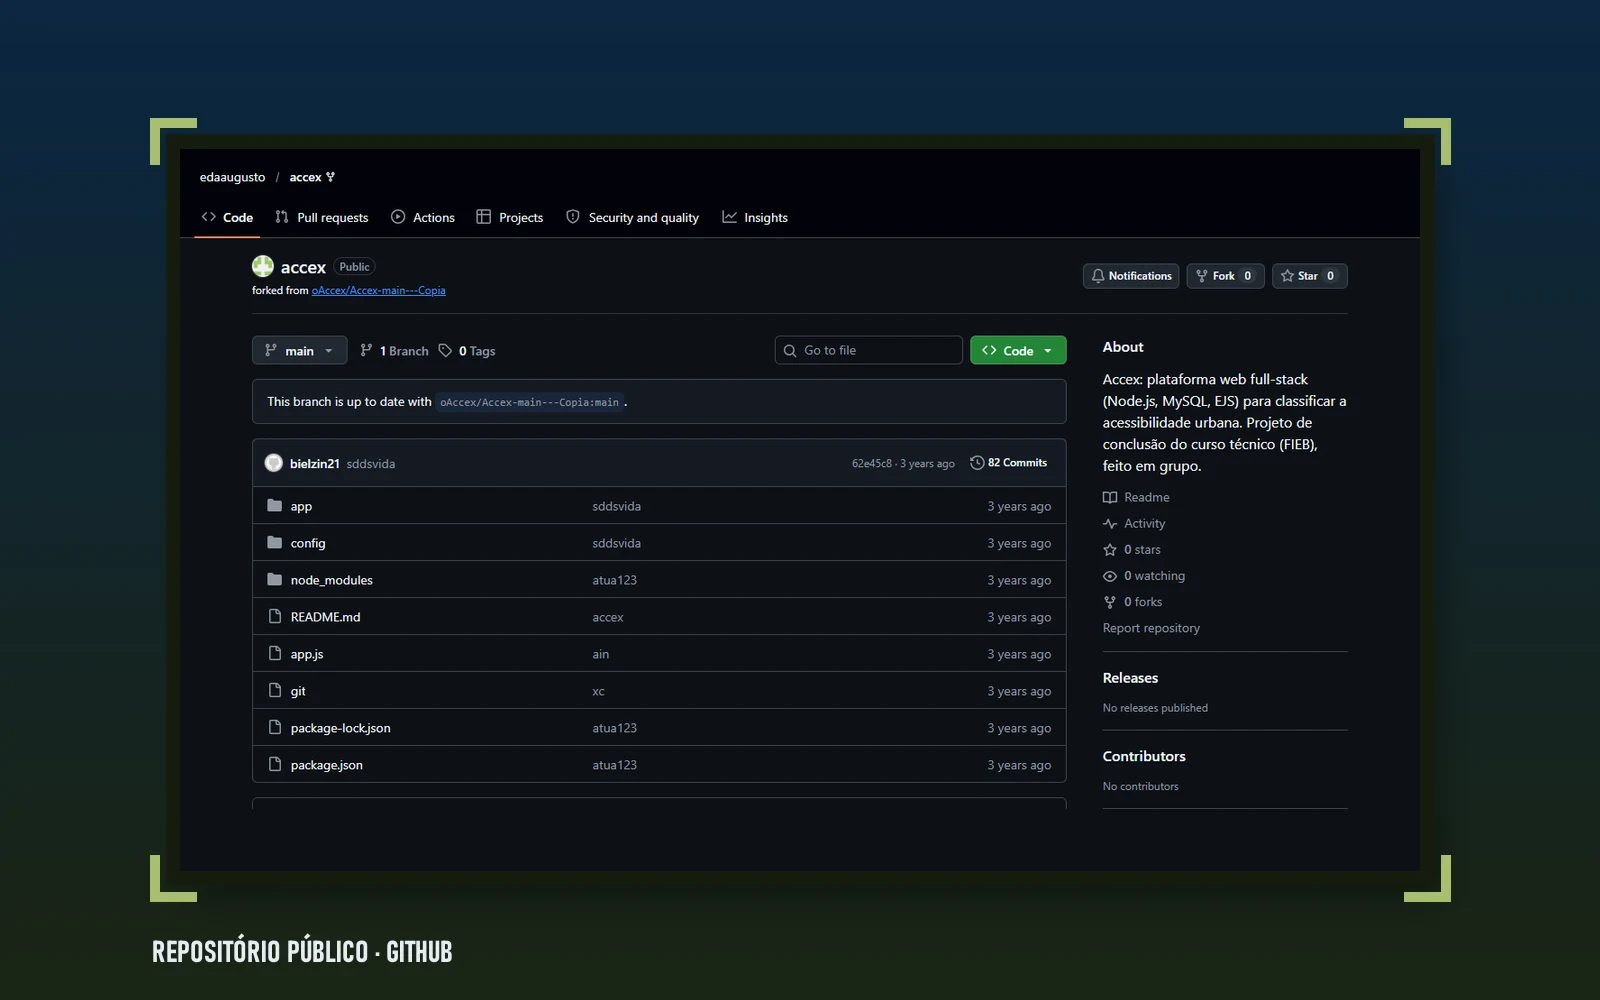 edaaugusto / accex
Code Pull requests Actions Projects Security and quality Insights
accex Public
forked from oAccex/Accex-main---Copia
Notifications Fork 0 Star 0
main 1 Branch 0 Tags
Go to file
Code
This branch is up to date with oAccex/Accex-main---Copia:main .
bielzin21 sddsvida 62e45c8 · 3 years ago 82 Commits
app sddsvida 3 years ago
config sddsvida 3 years ago
node_modules atua123 3 years ago
README.md accex 3 years ago
app.js ain 3 years ago
git xc 3 years ago
package-lock.json atua123 3 years ago
package.json atua123 3 years ago
About
Accex: plataforma web full-stack
(Node.js, MySQL, EJS) para classificar a
acessibilidade urbana. Projeto de
conclusão do curso técnico (FIEB),
feito em grupo.
Readme
Activity
0 stars
0 watching
0 forks
Report repository
Releases
No releases published
Contributors
No contributors
REPOSITÓRIO PÚBLICO · GITHUB